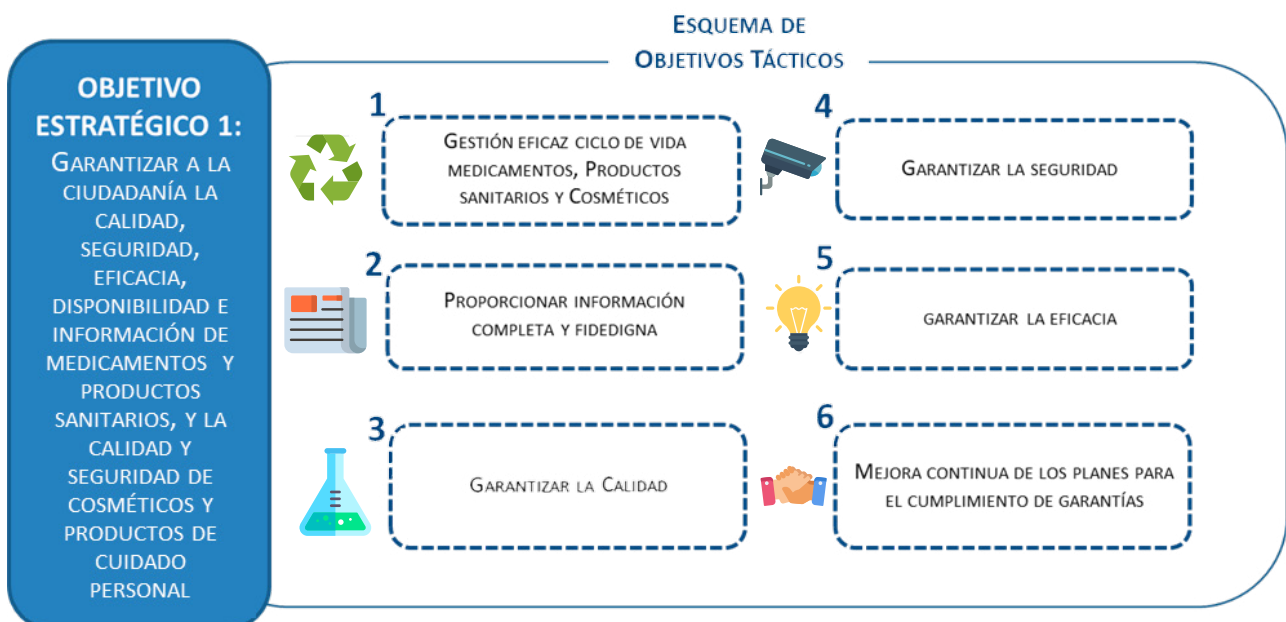 ESQUEMA DE
OBJETIVOS TÁCTICOS
OBJETIVO
ESTRATÉGICO 1:
GARANTIZAR A LA
CIUDADANÍA LA
CALIDAD,
SEGURIDAD,
EFICACIA,
DISPONIBILIDAD E
INFORMACIÓN DE
MEDICAMENTOS Y
PRODUCTOS
SANITARIOS, Y LA
CALIDAD Y
SEGURIDAD DE
COSMÉTICOS Y
PRODUCTOS DE
CUIDADO
PERSONAL
1
GESTIÓN EFICAZ CICLO DE VIDA
MEDICAMENTOS, PRODUCTOS
SANITARIOS Y COSMÉTICOS
2
PROPORCIONAR INFORMACIÓN
COMPLETA Y FIDEDIGNA
3
GARANTIZAR LA CALIDAD
4
GARANTIZAR LA SEGURIDAD
5
GARANTIZAR LA EFICACIA
6
MEJORA CONTINUA DE LOS PLANES PARA
EL CUMPLIMIENTO DE GARANTÍAS